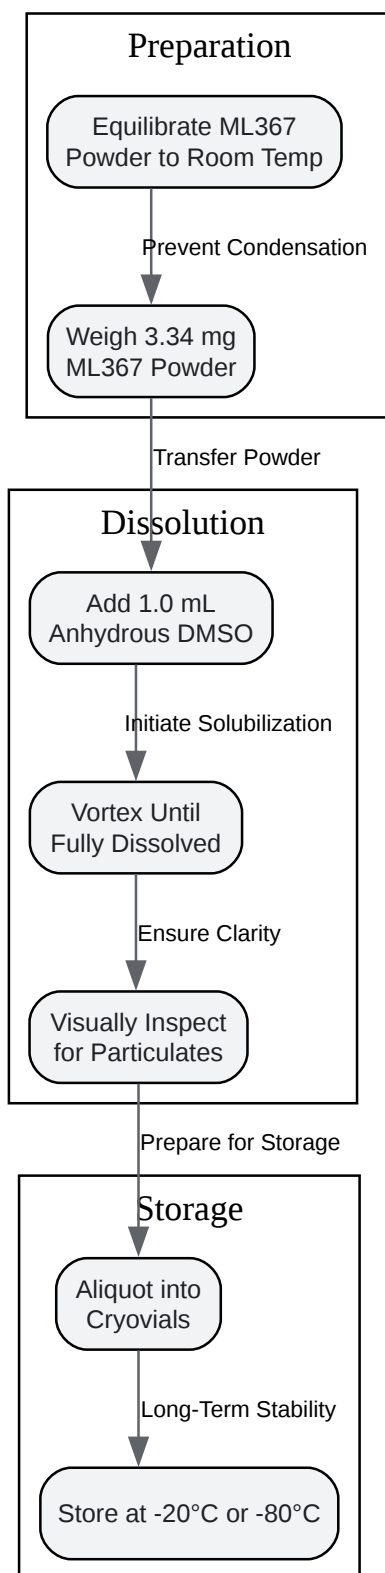 Preparation
Equilibrate ML367
Powder to Room Temp
Prevent Condensation
Weigh 3.34 mg
ML367 Powder
Transfer Powder
Dissolution
Add 1.0 mL
Anhydrous DMSO
Initiate Solubilization
Vortex Until
Fully Dissolved
Ensure Clarity
Visually Inspect
for Particulates
Prepare for Storage
Storage
Aliquot into
Cryovials
Long-Term Stability
Store at -20°C or -80°C